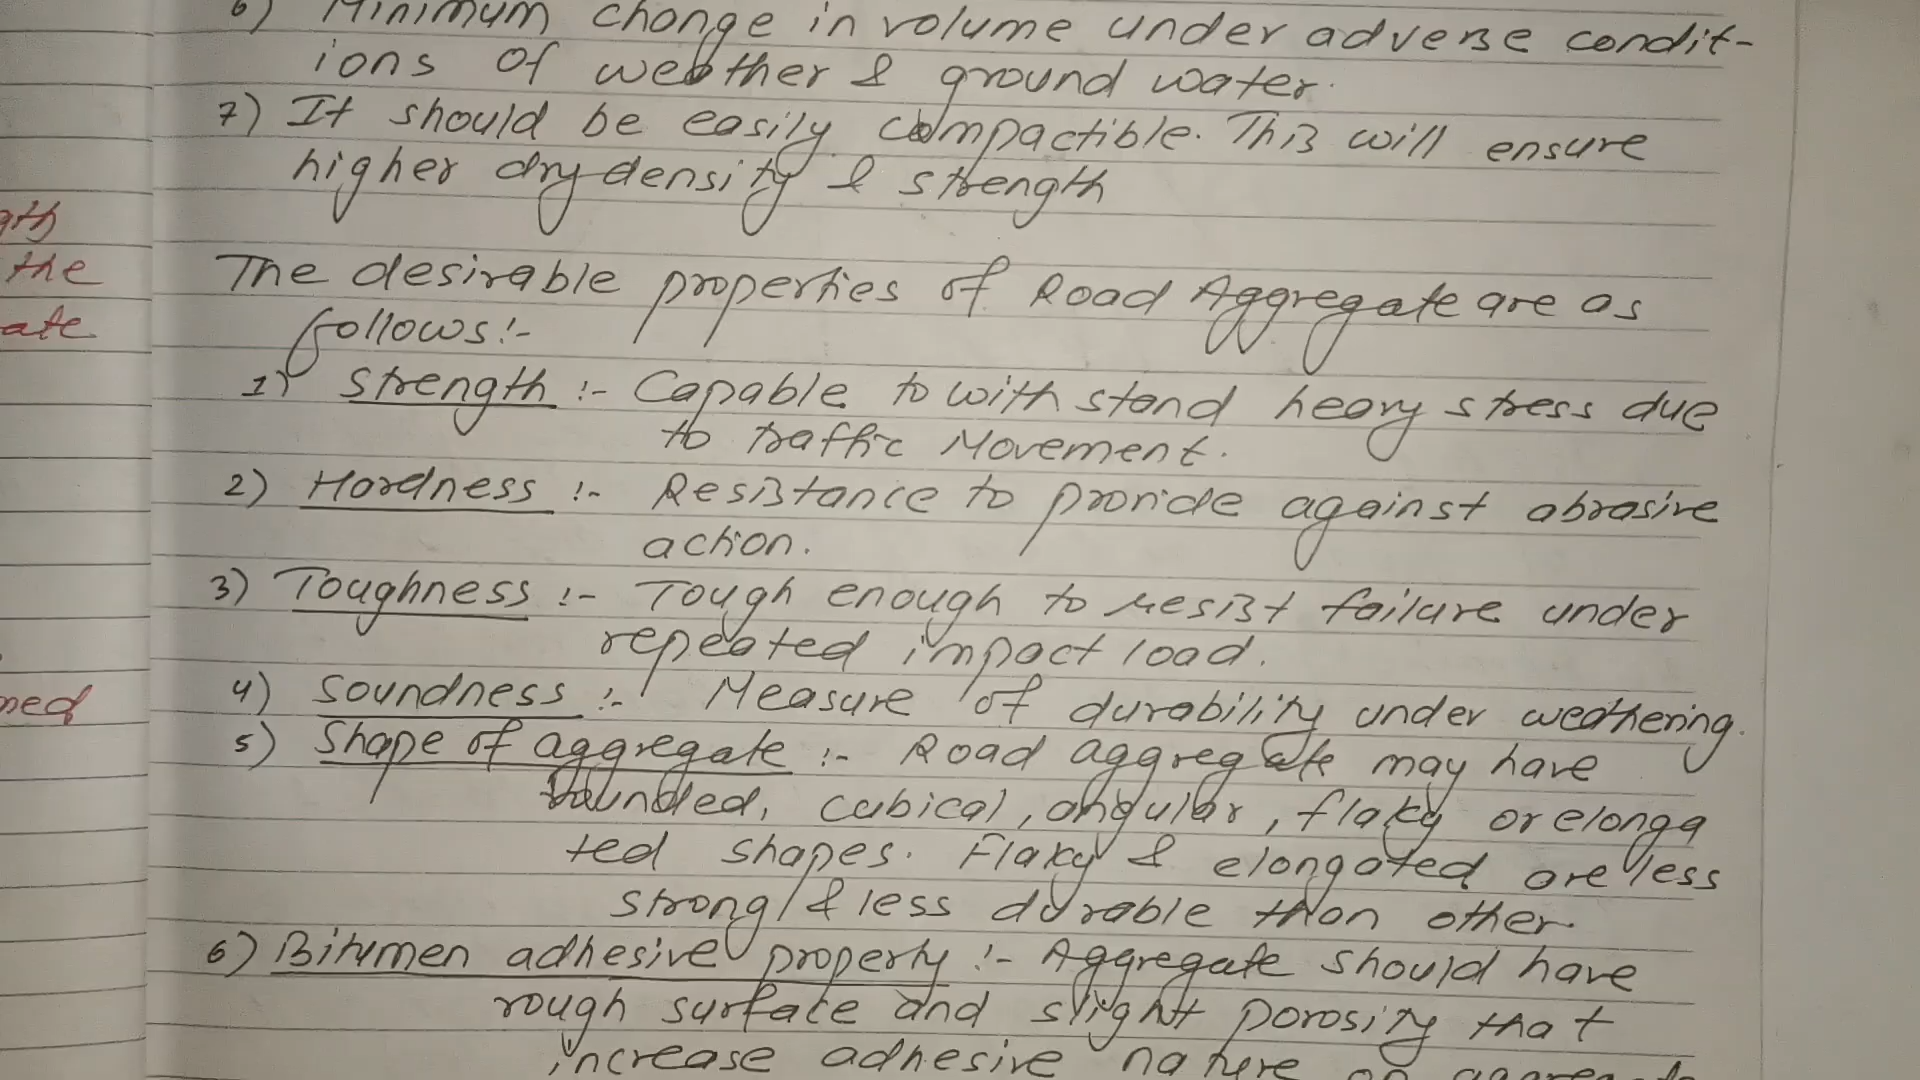 6) Minimum change in volume under adverse condit-
ions of weather & ground water.
7) It should be easily compactible. This will ensure
higher dry density & strength
gth
the
ate
The desirable properties of Road Aggregate are as
follows:-
1) Strength :- Capable to with stand heavy stress due
to traffic Movement.
2) Hardness :- Resistance to provide against abrasive
action.
3) Toughness :- Tough enough to resist failure under
repeated impact load.
ned
4) Soundness :- Measure of durability under weathering.
5) Shape of aggregate :- Road aggregate may have
rounded, cubical, angular, flaky or elonga
ted shapes. Flaky & elongated are less
strong & less durable than other.
6) Bitumen adhesive property :- Aggregate should have
rough surface and slight porosity that
increase adhesive nature on